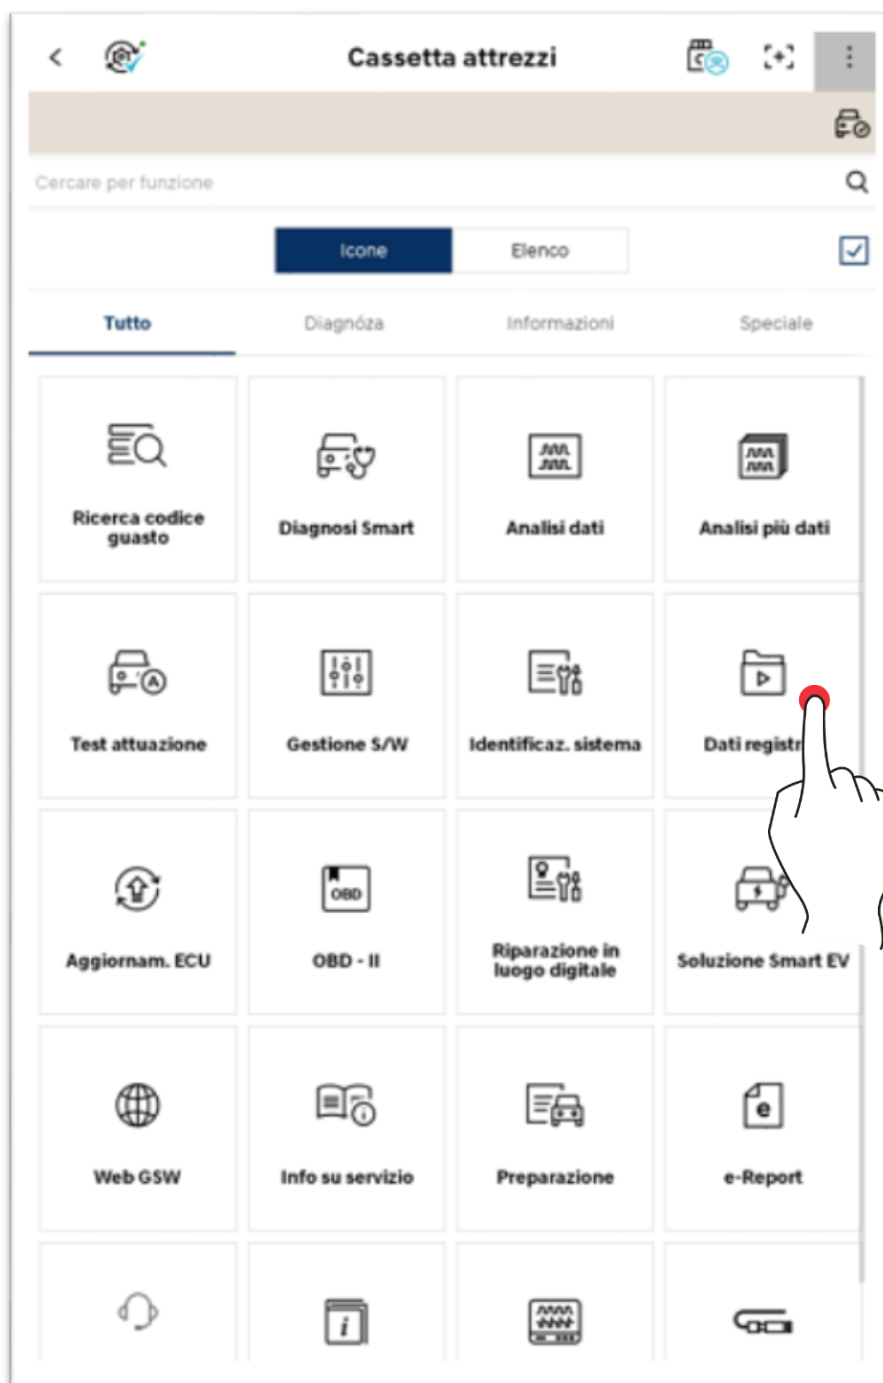 Cassetta attrezzi
Cercare per funzione
Icone
Elenco
Tutto
Diagnóza
Informazioni
Speciale
Ricerca codice
guasto
Diagnosi Smart
Analisi dati
Analisi più dati
Test attuazione
Gestione S/W
Identificaz. sistema
Dati registr
Aggiornam. ECU
OBD
OBD - II
Riparazione in
luogo digitale
Soluzione Smart EV
Web GSW
Info su servizio
Preparazione
e
e-Report
i